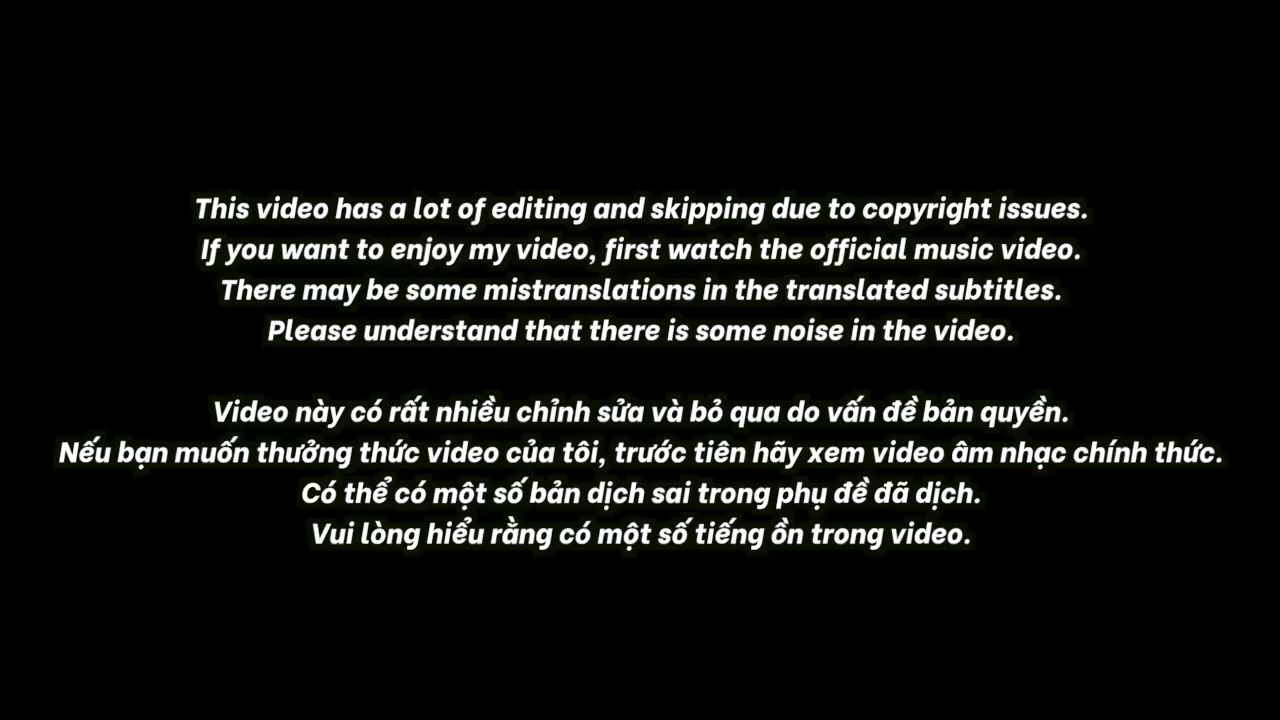 This video has a lot of editing and skipping due to copyright issues.
If you want to enjoy my video, first watch the official music video.
There may be some mistranslations in the translated subtitles.
Please understand that there is some noise in the video.
Video này có rất nhiều chỉnh sửa và bỏ qua do vấn đề bản quyền.
Nếu bạn muốn thưởng thức video của tôi, trước tiên hãy xem video âm nhạc chính thức.
Có thể có một số bản dịch sai trong phụ đề đã dịch.
Vui lòng hiểu rằng có một số tiếng ồn trong video.